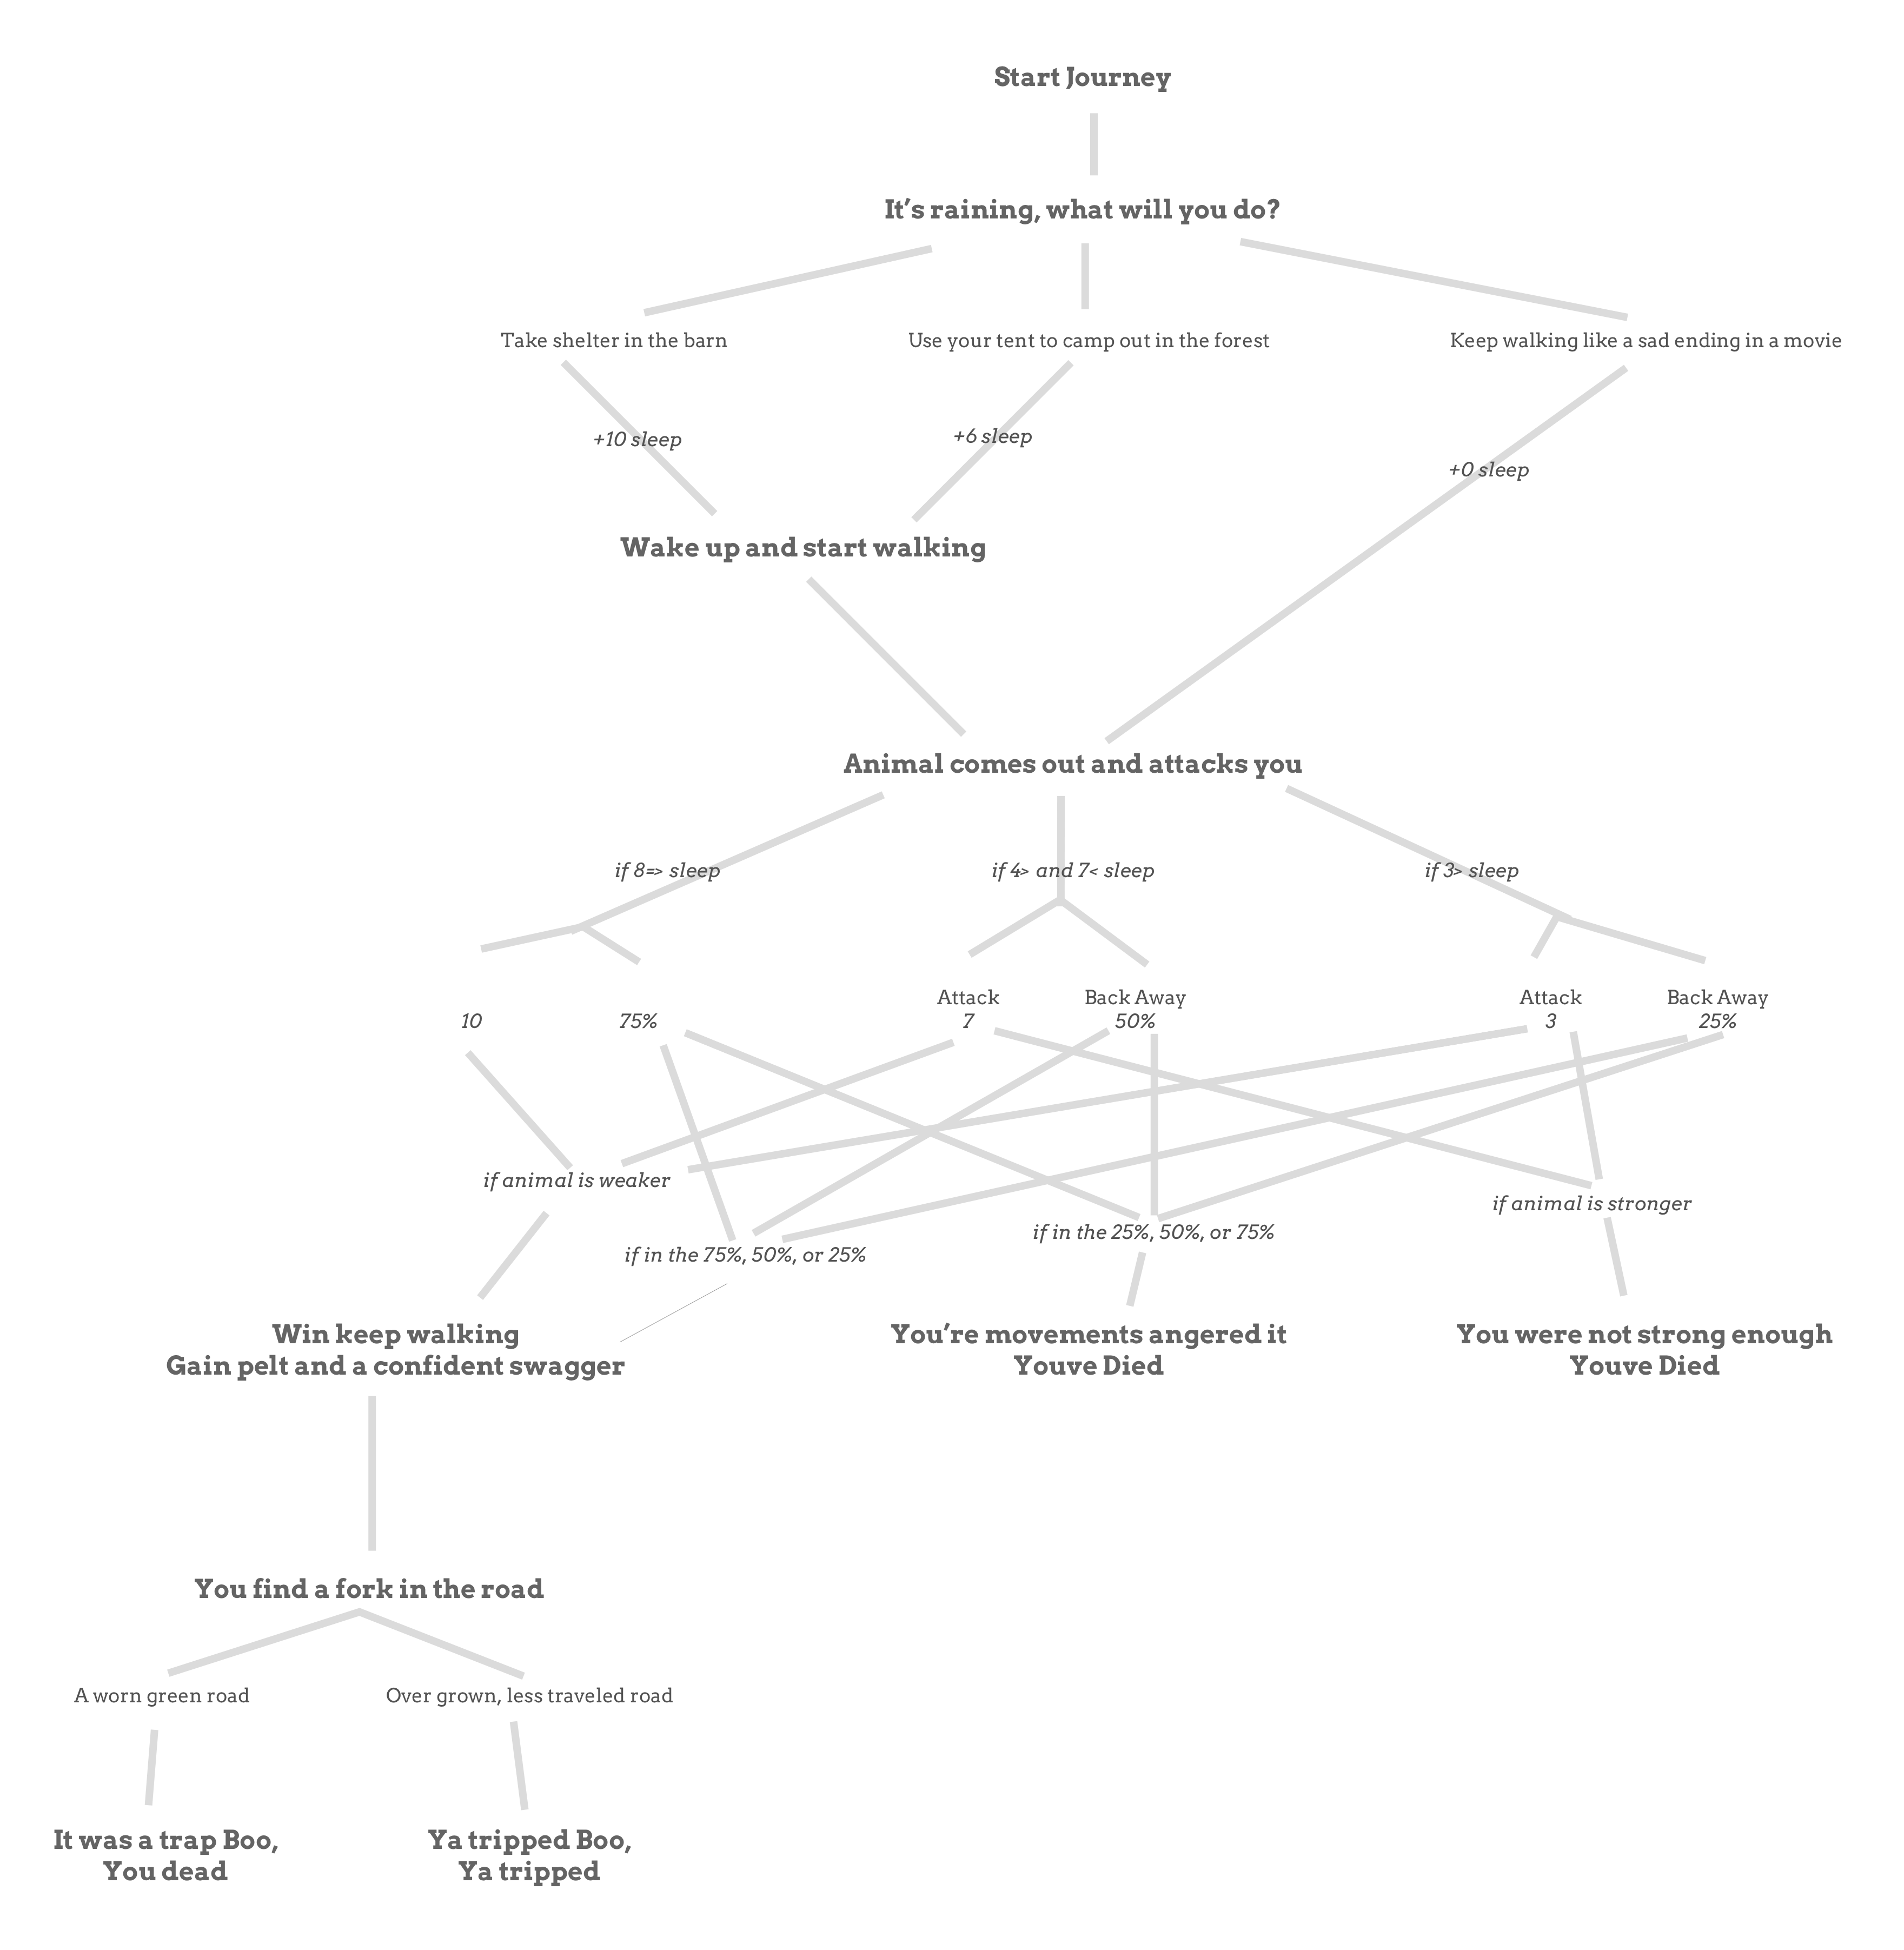 Start Journey
It’s raining, what will you do?
Take shelter in the barn
Use your tent to camp out in the forest
Keep walking like a sad ending in a movie
+10 sleep
+6 sleep
+0 sleep
Wake up and start walking
Animal comes out and attacks you
if 8=> sleep
if 4> and 7< sleep
if 3> sleep
10
75%
Attack
7
Back Away
50%
Attack
3
Back Away
25%
if animal is weaker
if in the 75%, 50%, or 25%
if in the 25%, 50%, or 75%
if animal is stronger
Win keep walking
Gain pelt and a confident swagger
You’re movements angered it
Youve Died
You were not strong enough
Youve Died
You find a fork in the road
A worn green road
Over grown, less traveled road
It was a trap Boo,
You dead
Ya tripped Boo,
Ya tripped